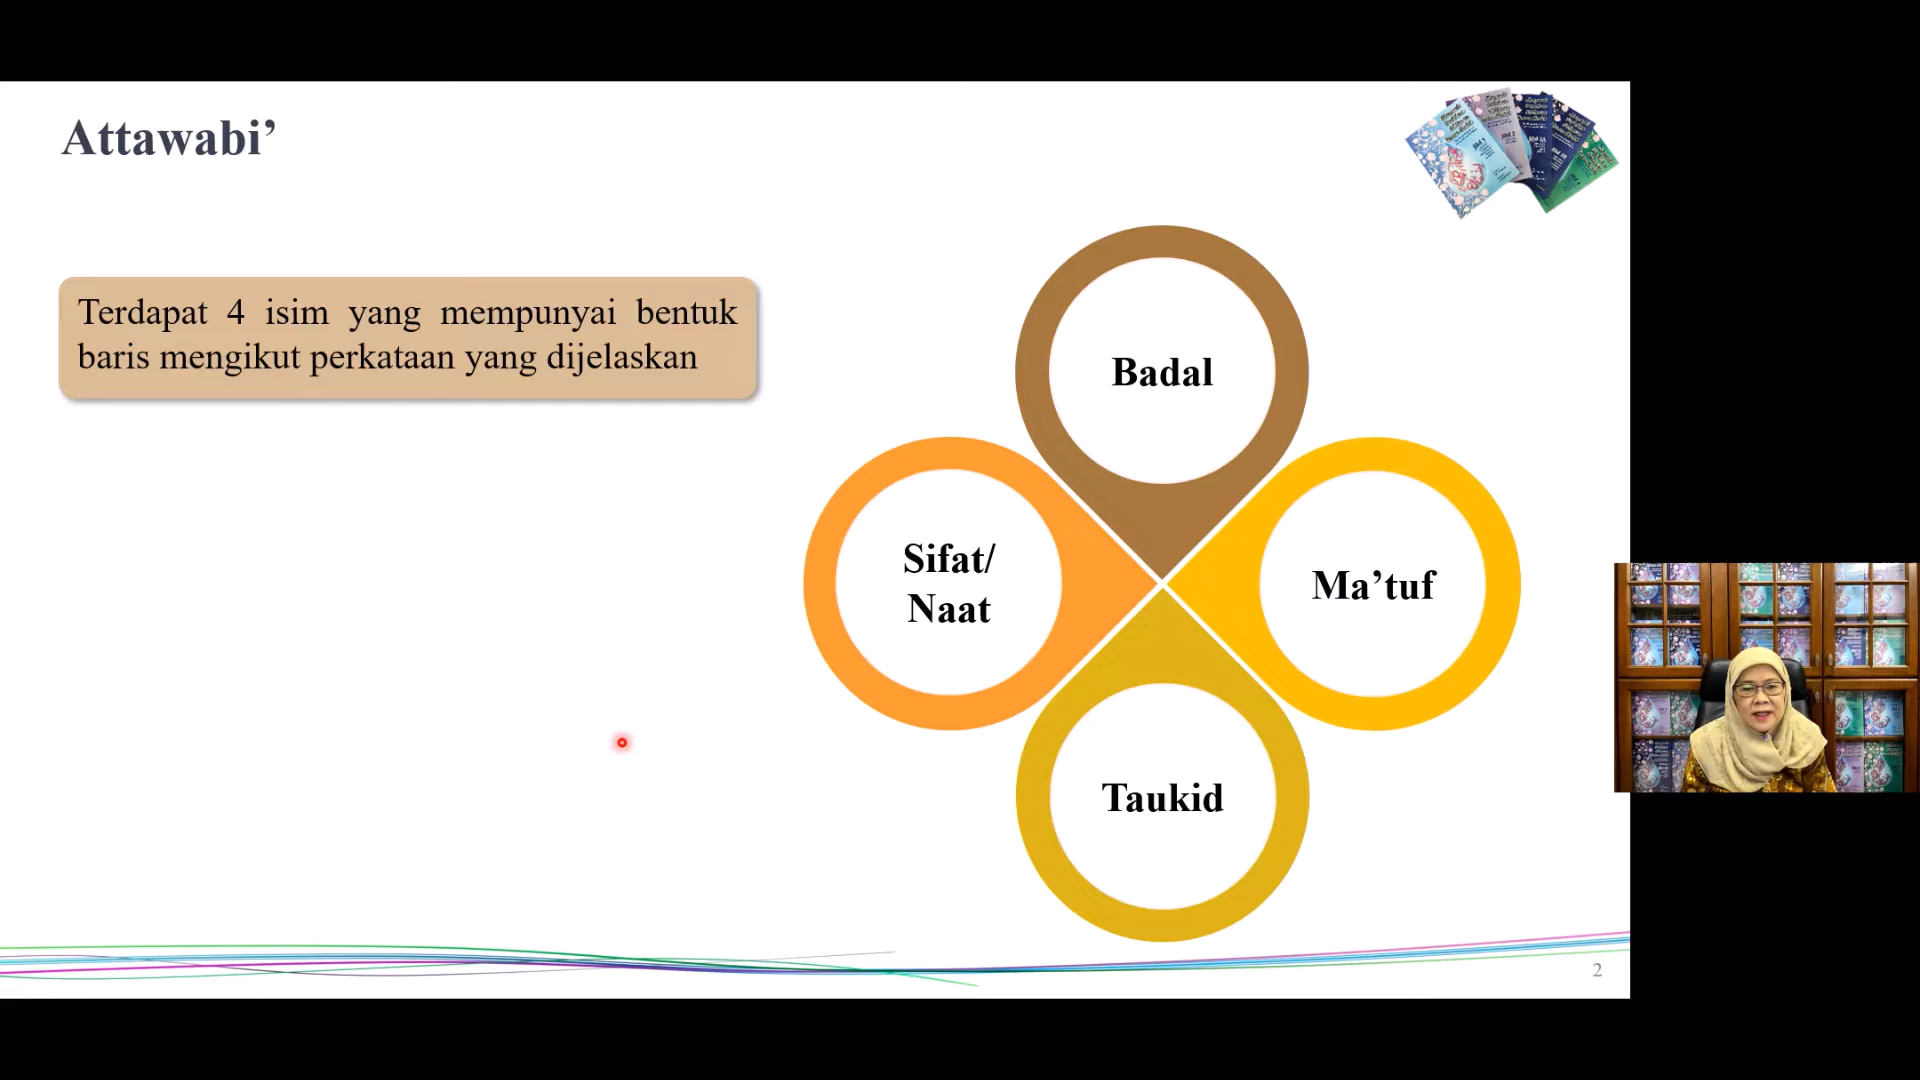 Attawabi’
Terdapat 4 isim yang mempunyai bentuk
baris mengikut perkataan yang dijelaskan
Badal
Sifat/
Naat
Ma’tuf
Taukid
2